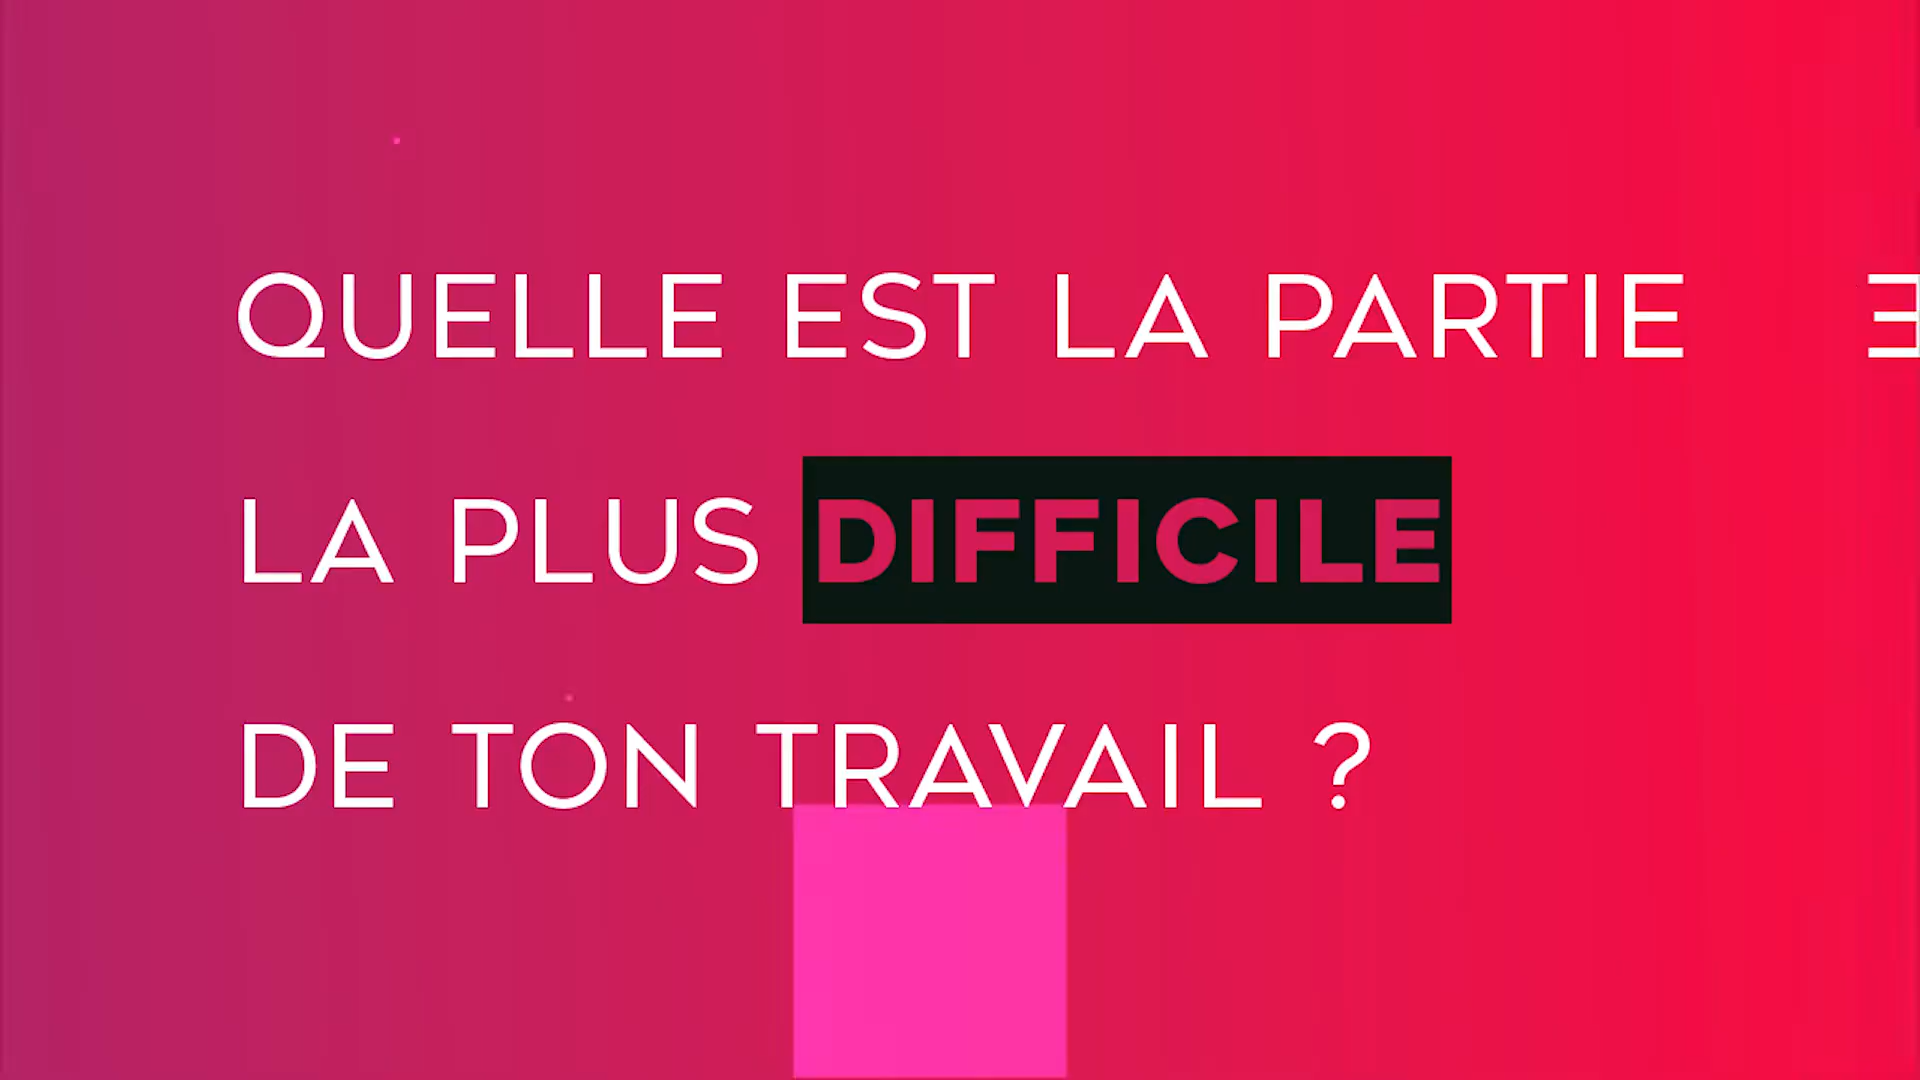 QUELLE EST LA PARTIE
LA PLUS DIFFICILE
DE TON TRAVAIL ?